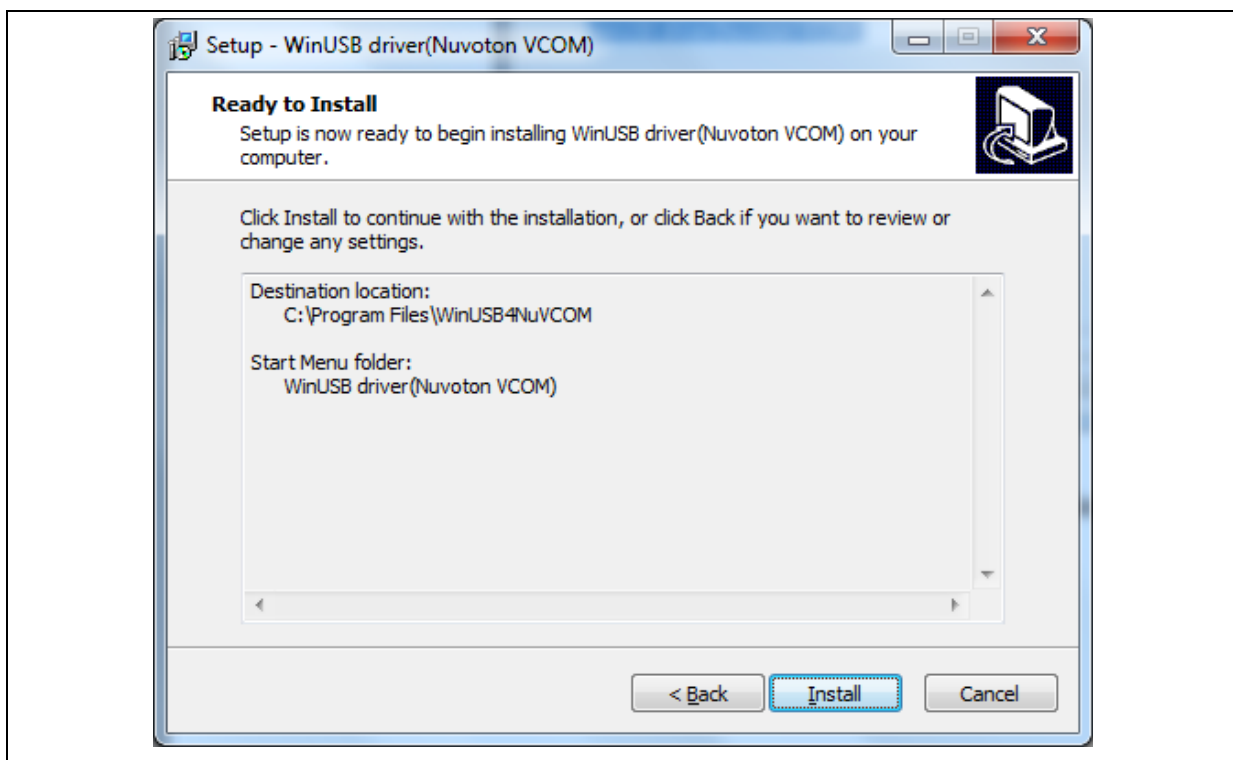 Setup - WinUSB driver(Nuvoton VCOM)
Ready to Install
Setup is now ready to begin installing WinUSB driver(Nuvoton VCOM) on your
computer.
Click Install to continue with the installation, or click Back if you want to review or
change any settings.
Destination location:
C:\Program Files\WinUSB4NuVCOM
Start Menu folder:
WinUSB driver(Nuvoton VCOM)
< Back
Install
Cancel